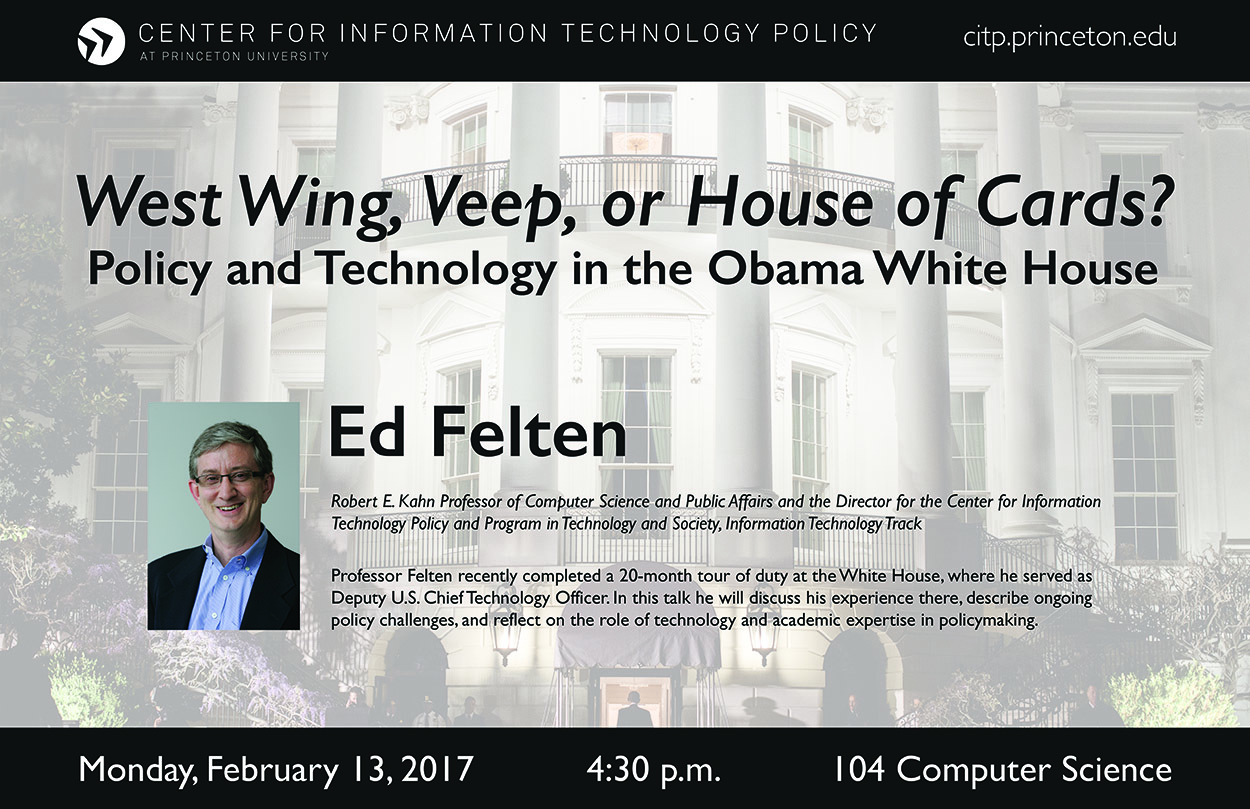 CENTER FOR INFORMATION TECHNOLOGY POLICY
AT PRINCETON UNIVERSITY
citp.princeton.edu
West Wing, Veep, or House of Cards?
Policy and Technology in the Obama White House
Ed Felten
Robert E. Kahn Professor of Computer Science and Public Affairs and the Director for the Center for Information
Technology Policy and Program in Technology and Society, Information Technology Track
Professor Felten recently completed a 20-month tour of duty at the White House, where he served as
Deputy U.S. Chief Technology Officer. In this talk he will discuss his experience there, describe ongoing
policy challenges, and reflect on the role of technology and academic expertise in policymaking.
Monday, February 13, 2017
4:30 p.m.
104 Computer Science